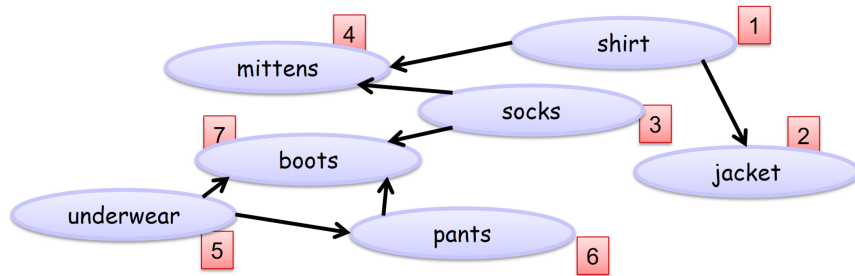 1
4
shirt
mittens
socks
3
2
7
boots
jacket
underwear
pants
5
6